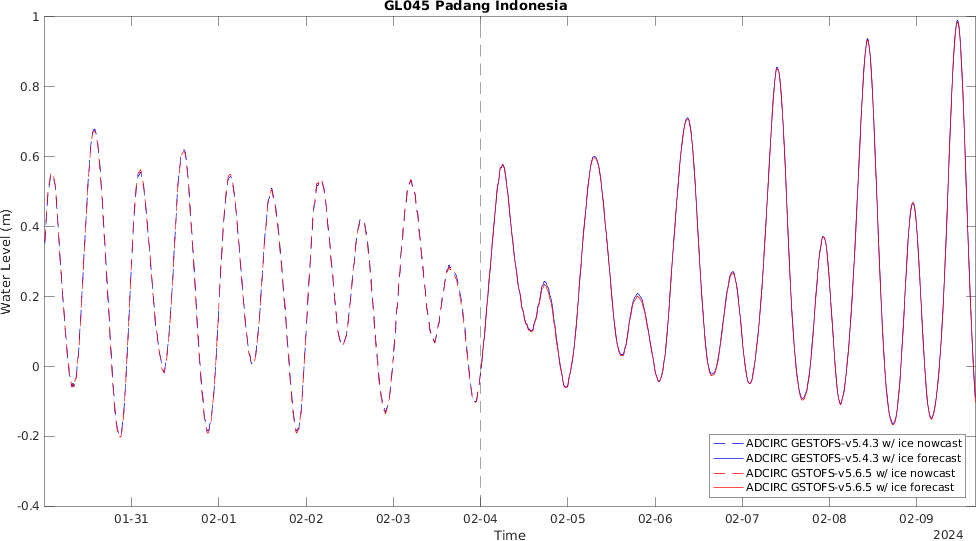 GL045 Padang Indonesia
1
0.8
0.6
0.4
0.2
0
-0.2
-0.4
Water Level (m)
ADCIRC GESTOFS-v5.4.3 w/ ice nowcast
ADCIRC GESTOFS-v5.4.3 w/ ice forecast
ADCIRC GSTOFS-v5.6.5 w/ ice nowcast
ADCIRC GSTOFS-v5.6.5 w/ ice forecast
01-31 02-01 02-02 02-03 02-04 02-05 02-06 02-07 02-08 02-09
Time
2024